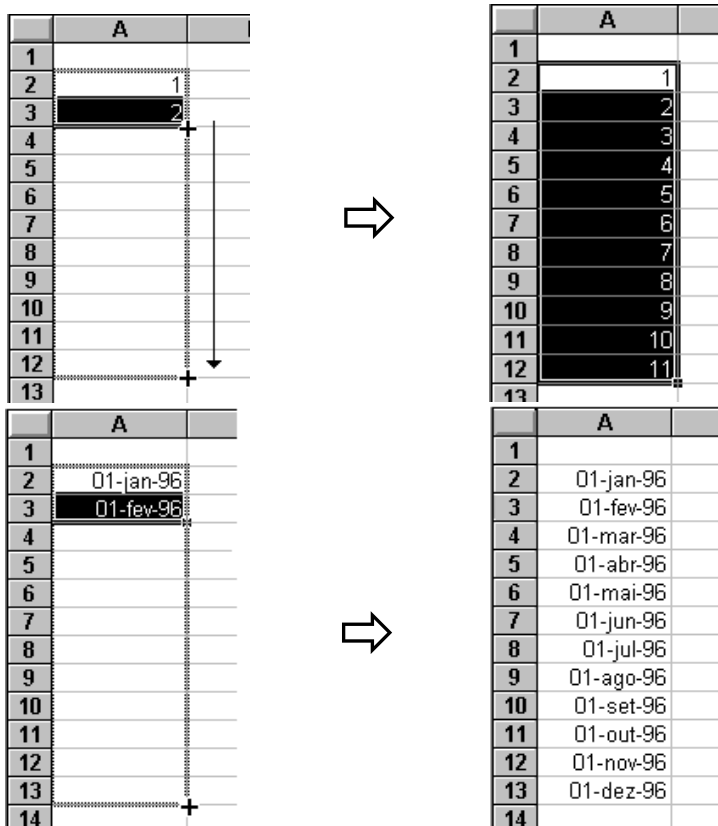 A
1
2 1
3 2
4
5
6
7
8
9
10
11
12
13
A
1
2 1
3 2
4 3
5 4
6 5
7 6
8 7
9 8
10 9
11 10
12 11
13
A
1
2 01-jan-96
3 01-fev-96
4
5
6
7
8
9
10
11
12
13
14
A
1
2 01-jan-96
3 01-fev-96
4 01-mar-96
5 01-abr-96
6 01-mai-96
7 01-jun-96
8 01-jul-96
9 01-ago-96
10 01-set-96
11 01-out-96
12 01-nov-96
13 01-dez-96
14